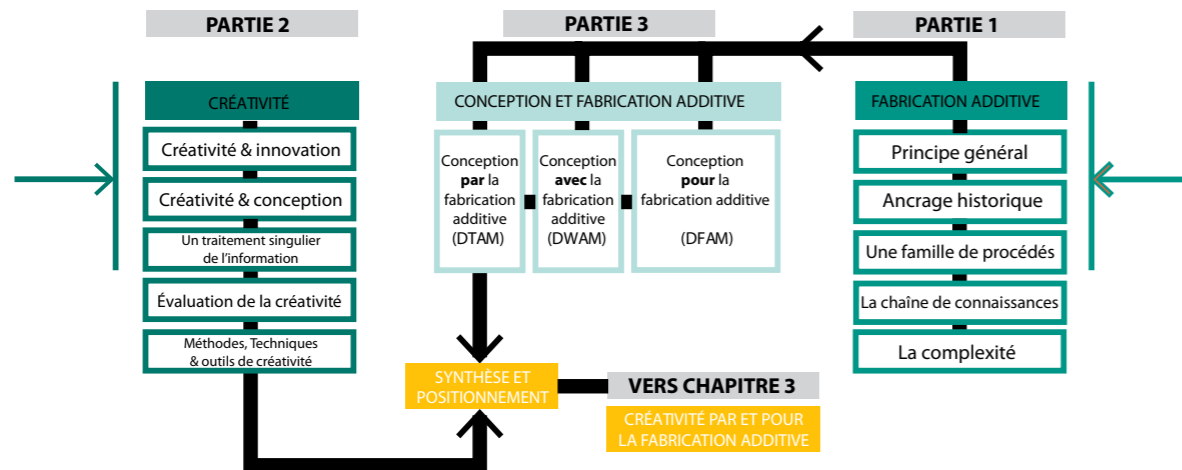 PARTIE 2
CRÉATIVITÉ
Créativité & innovation
Créativité & conception
Un traitement singulier
de l'information
Évaluation de la créativité
Méthodes, Techniques
& outils de créativité
PARTIE 3
CONCEPTION ET FABRICATION ADDITIVE
Conception
par la
fabrication
additive
(DTAM)
Conception
avec la
fabrication
additive
(DWAM)
Conception
pour la
fabrication additive
(DFAM)
SYNTHÈSE ET
POSITIONNEMENT
VERS CHAPITRE 3
CRÉATIVITÉ PAR ET POUR
LA FABRICATION ADDITIVE
PARTIE 1
FABRICATION ADDITIVE
Principe général
Ancrage historique
Une famille de procédés
La chaîne de connaissances
La complexité